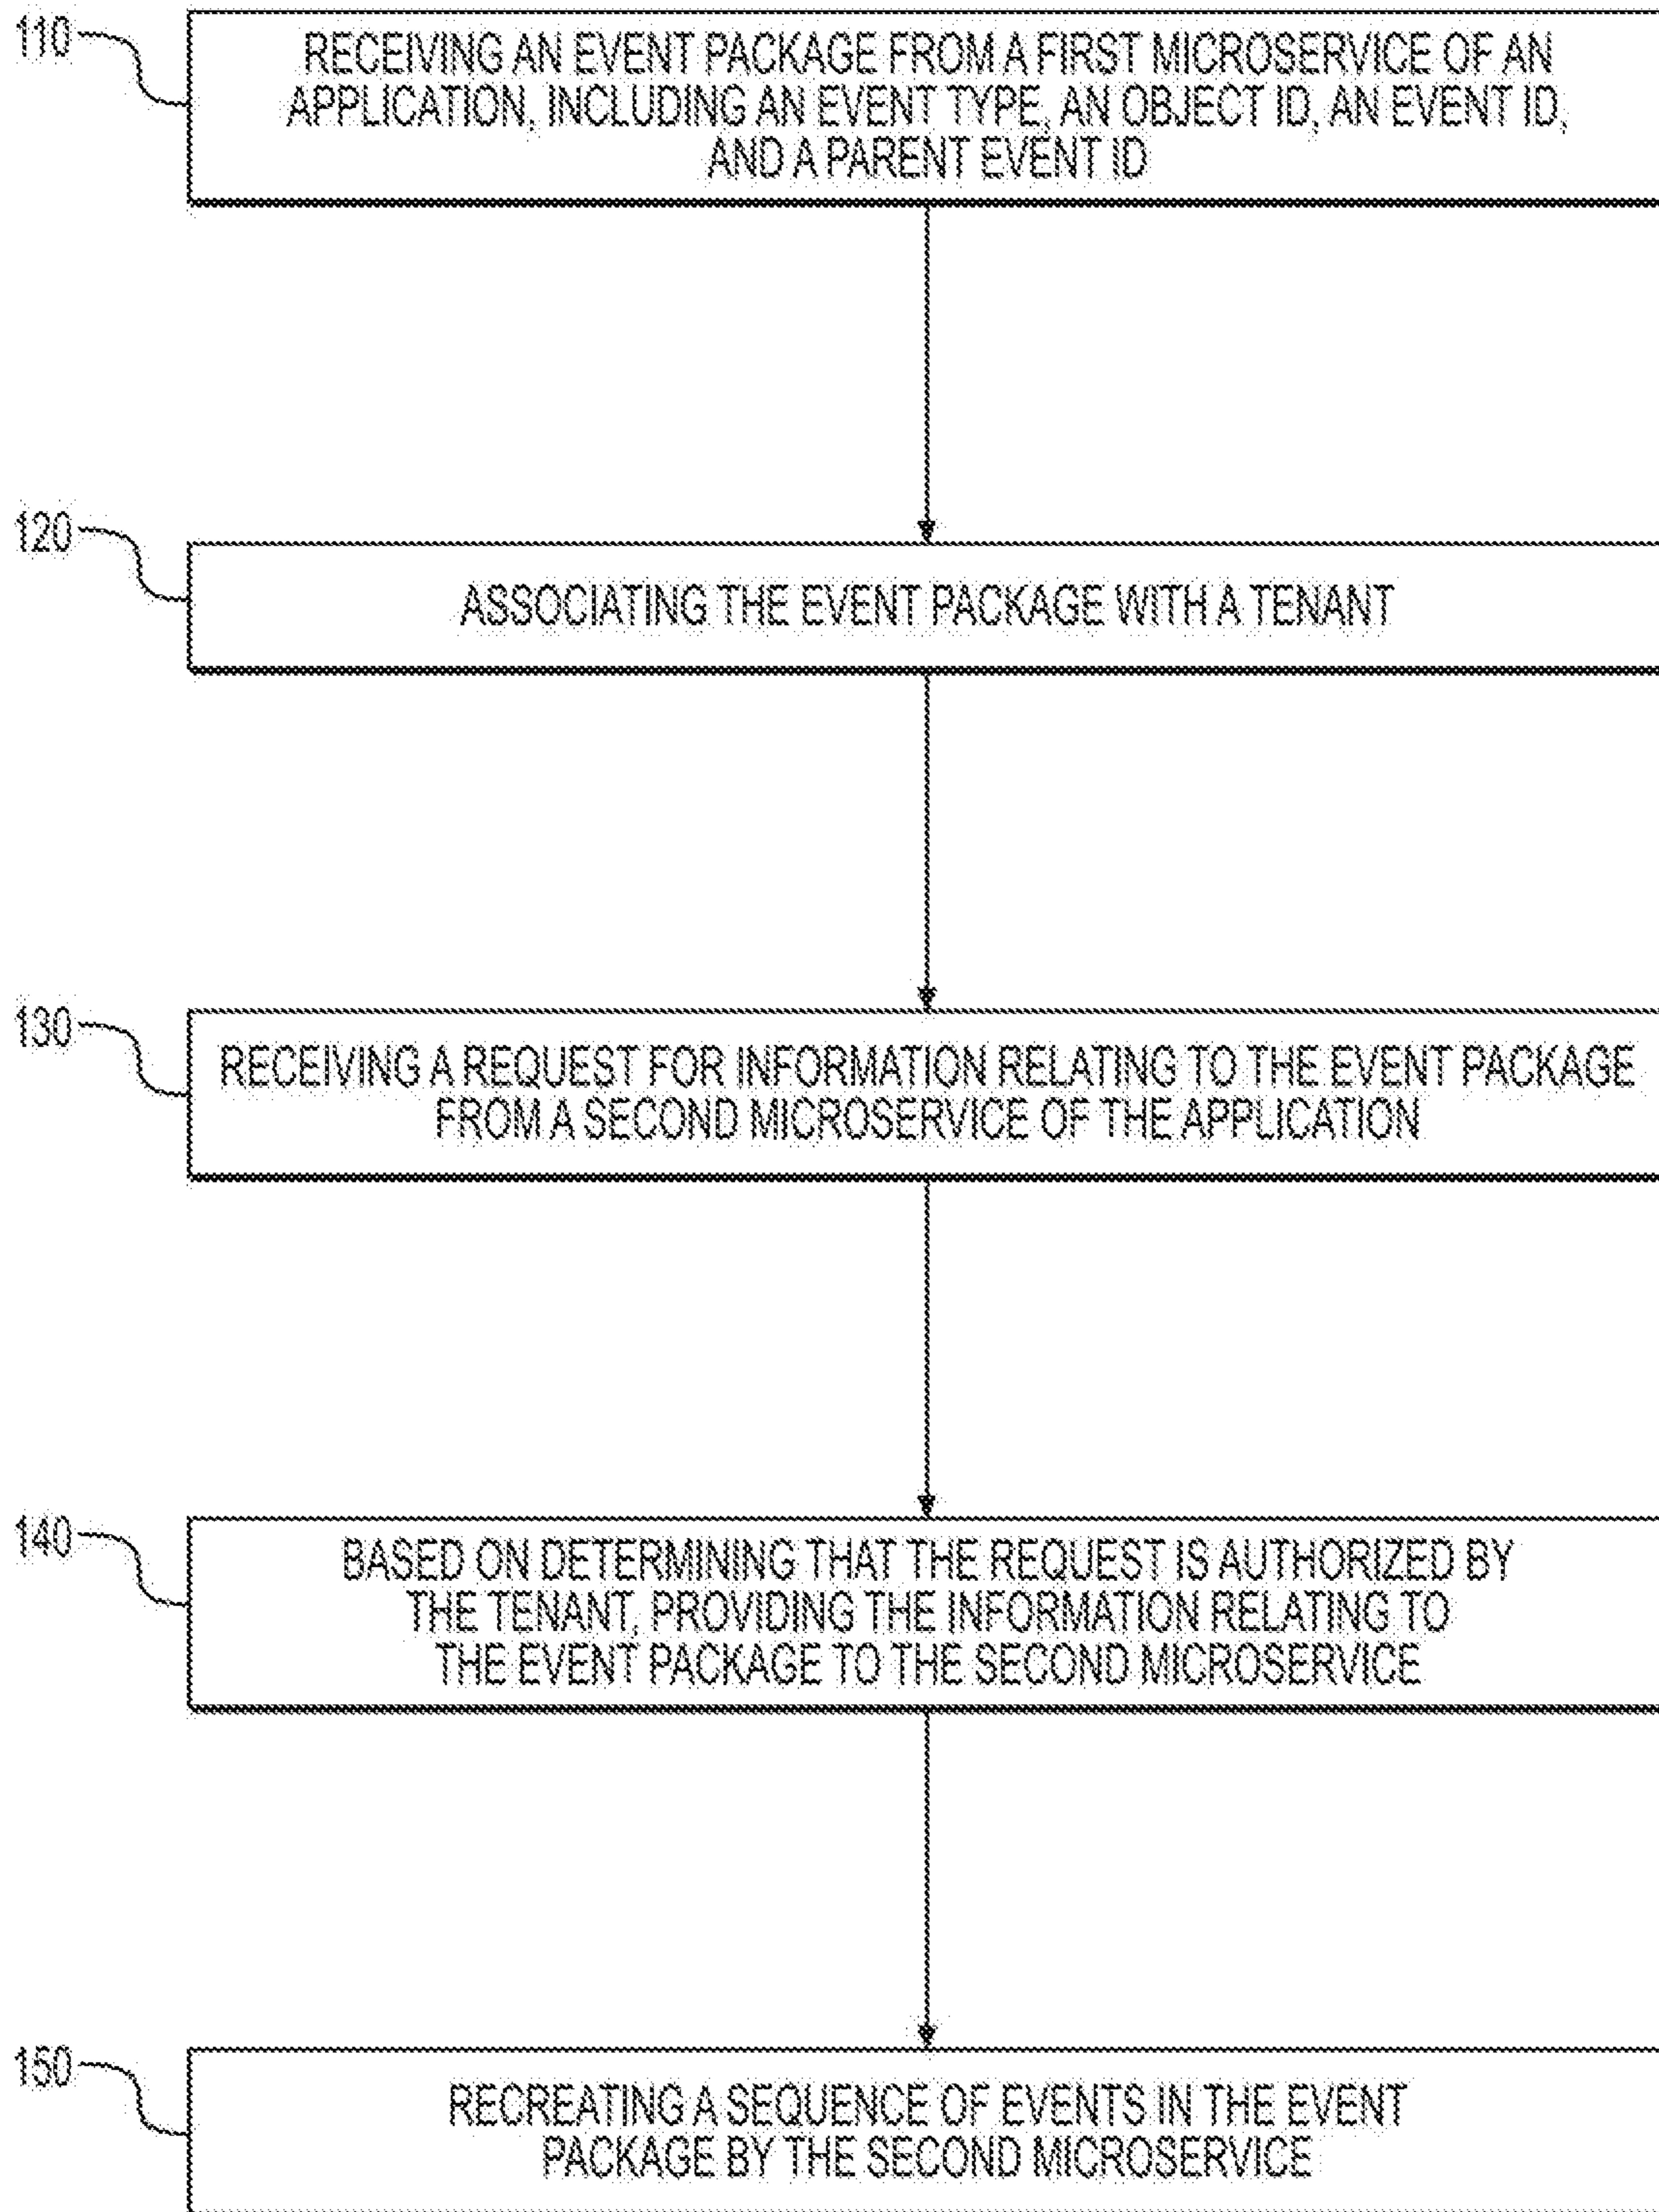 110
RECEIVING AN EVENT PACKAGE FROM A FIRST MICROSERVICE OF AN
APPLICATION, INCLUDING AN EVENT TYPE, AN OBJECT ID, AN EVENT ID,
AND A PARENT EVENT ID
120
ASSOCIATING THE EVENT PACKAGE WITH A TENANT
130
RECEIVING A REQUEST FOR INFORMATION RELATING TO THE EVENT PACKAGE
FROM A SECOND MICROSERVICE OF THE APPLICATION
140
BASED ON DETERMINING THAT THE REQUEST IS AUTHORIZED BY
THE TENANT, PROVIDING THE INFORMATION RELATING TO
THE EVENT PACKAGE TO THE SECOND MICROSERVICE
150
RECREATING A SEQUENCE OF EVENTS IN THE EVENT
PACKAGE BY THE SECOND MICROSERVICE